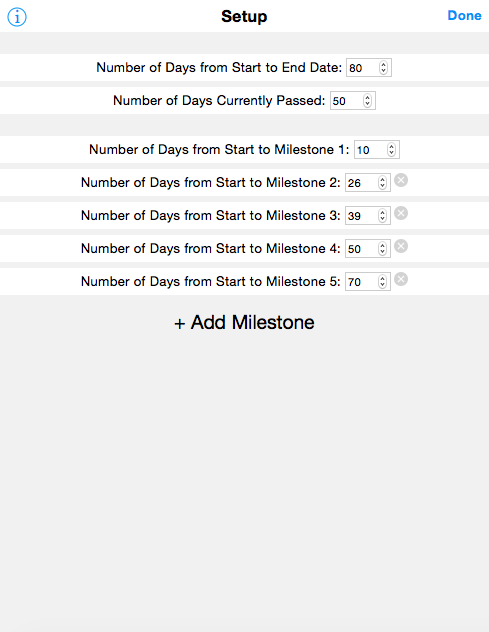 Setup
Done
Number of Days from Start to End Date: 80
Number of Days Currently Passed: 50
Number of Days from Start to Milestone 1: 10
Number of Days from Start to Milestone 2: 26
Number of Days from Start to Milestone 3: 39
Number of Days from Start to Milestone 4: 50
Number of Days from Start to Milestone 5: 70
+ Add Milestone